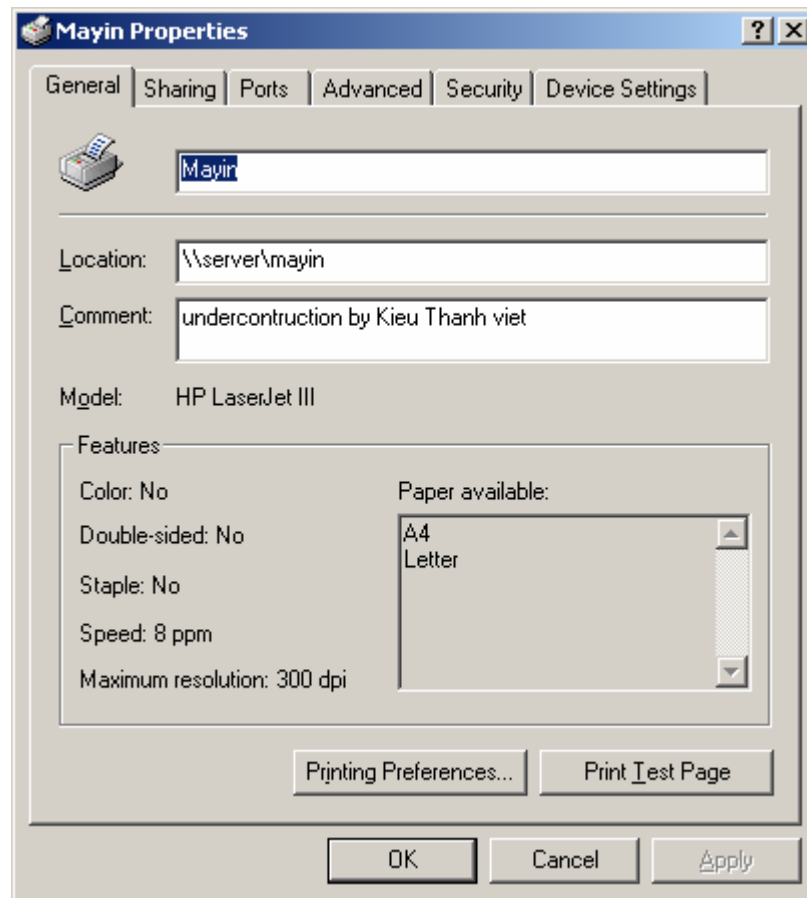 Mayin Properties
General Sharing Ports Advanced Security Device Settings
Mayin
Location: \\server\mayin
Comment: undercontruction by Kieu Thanh viet
Model: HP LaserJet III
Features
Color: No Paper available:
Double-sided: No A4
Letter
Staple: No
Speed: 8 ppm
Maximum resolution: 300 dpi
Printing Preferences... Print Test Page
OK Cancel Apply